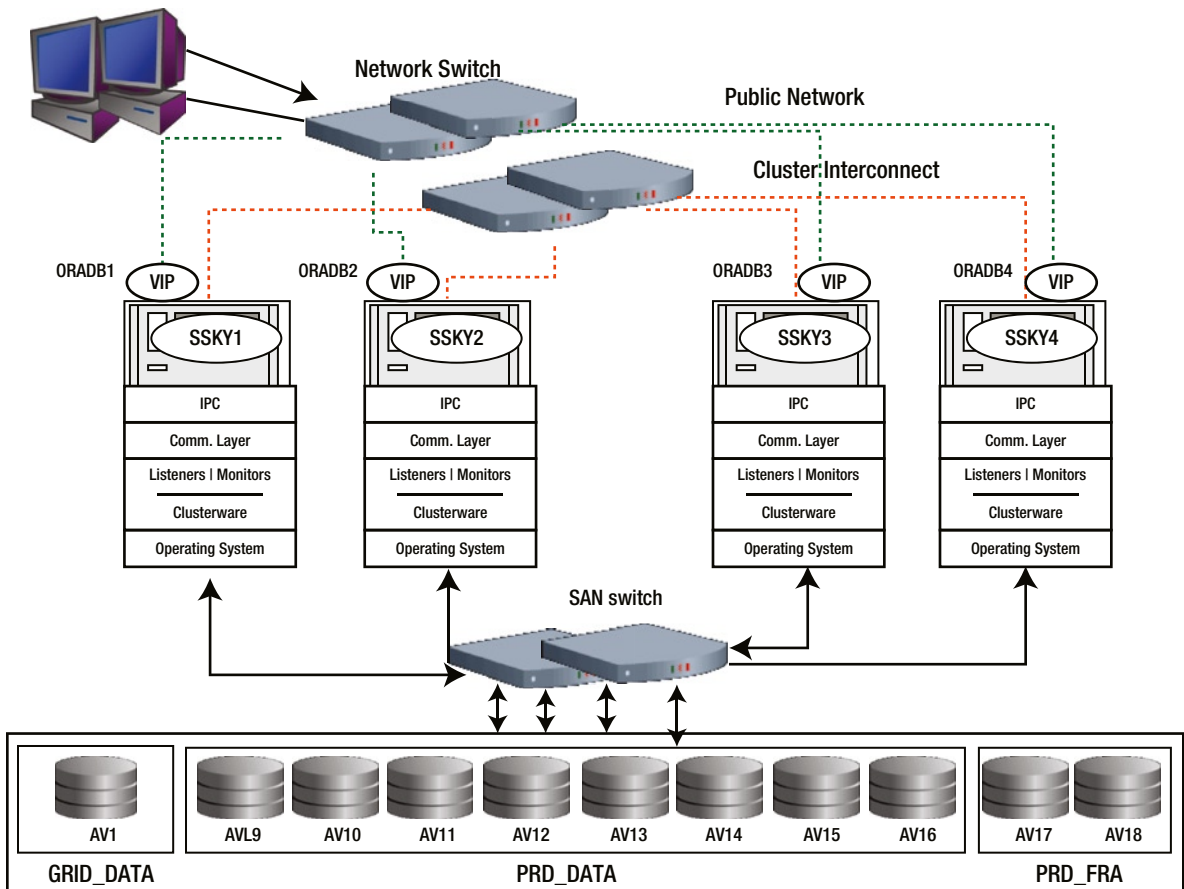 Network Switch
Public Network
Cluster Interconnect
ORADB1
VIP
ORADB2
VIP
ORADB3
VIP
ORADB4
VIP
SSKY1
SSKY2
SSKY3
SSKY4
IPC
IPC
IPC
IPC
Comm. Layer
Comm. Layer
Comm. Layer
Comm. Layer
Listeners | Monitors
Listeners | Monitors
Listeners | Monitors
Listeners | Monitors
Clusterware
Clusterware
Clusterware
Clusterware
Operating System
Operating System
Operating System
Operating System
SAN switch
AV1
AVL9
AV10
AV11
AV12
AV13
AV14
AV15
AV16
AV17
AV18
GRID_DATA
PRD_DATA
PRD_FRA